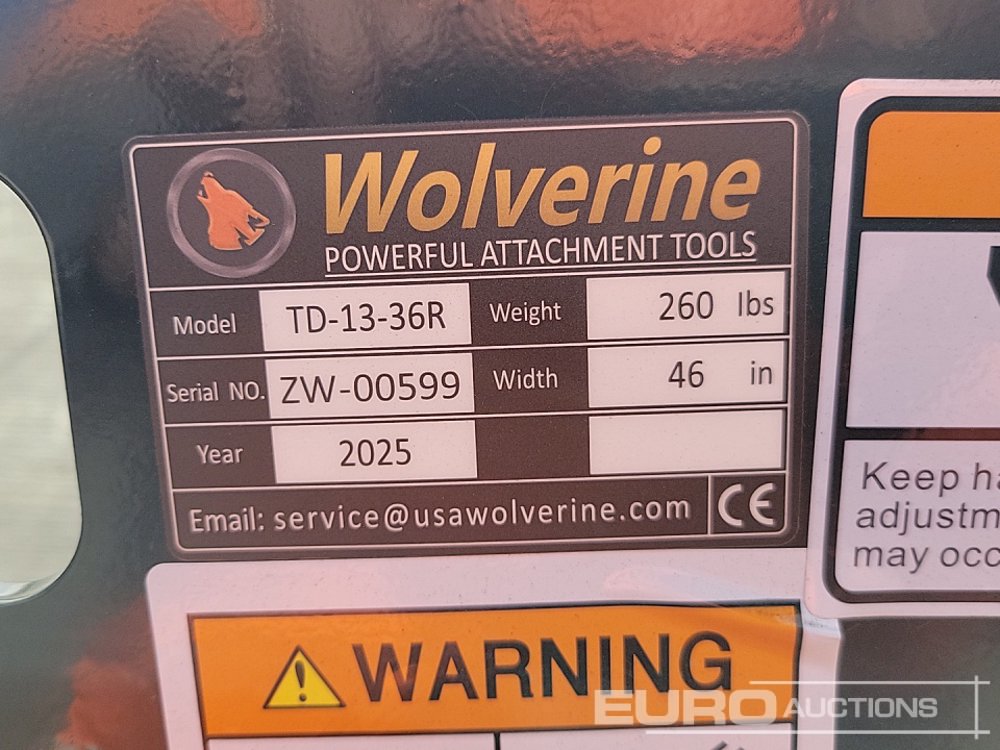 Wolverine
POWERFUL ATTACHMENT TOOLS
Model TD-13-36R Weight 260 lbs
Serial NO. ZW-00599 Width 46 in
Year 2025
Email: service@usawolverine.com CE
Keep
adjustm
may occ
WARNING
EURO AUCTIONS